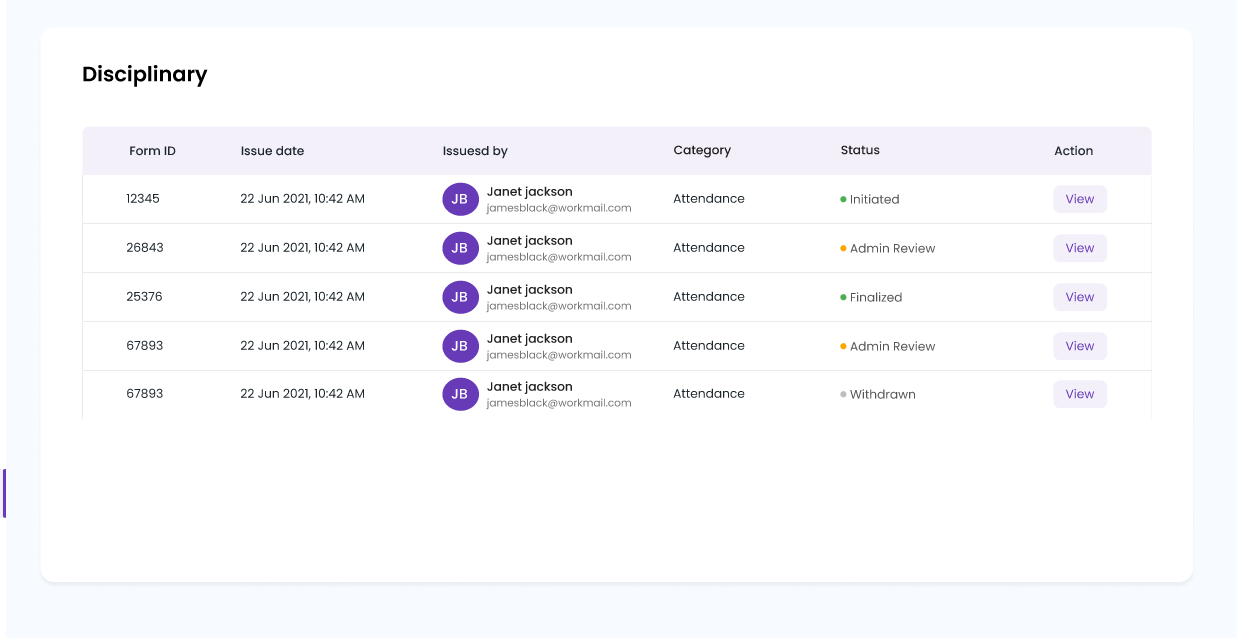 Disciplinary
Form ID Issue date Issuesd by Category Status Action
12345 22 Jun 2021, 10:42 AM JB Janet jackson Attendance Initiated View
jamesblack@workmail.com
26843 22 Jun 2021, 10:42 AM JB Janet jackson Attendance Admin Review View
jamesblack@workmail.com
25376 22 Jun 2021, 10:42 AM JB Janet jackson Attendance Finalized View
jamesblack@workmail.com
67893 22 Jun 2021, 10:42 AM JB Janet jackson Attendance Admin Review View
jamesblack@workmail.com
67893 22 Jun 2021, 10:42 AM JB Janet jackson Attendance Withdrawn View
jamesblack@workmail.com